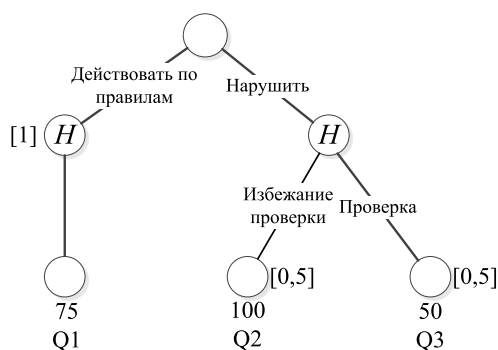 Действовать по
правилам
Нарушить
[1]
H
H
Избежание
проверки
Проверка
[0,5]
[0,5]
75
100
50
Q1
Q2
Q3